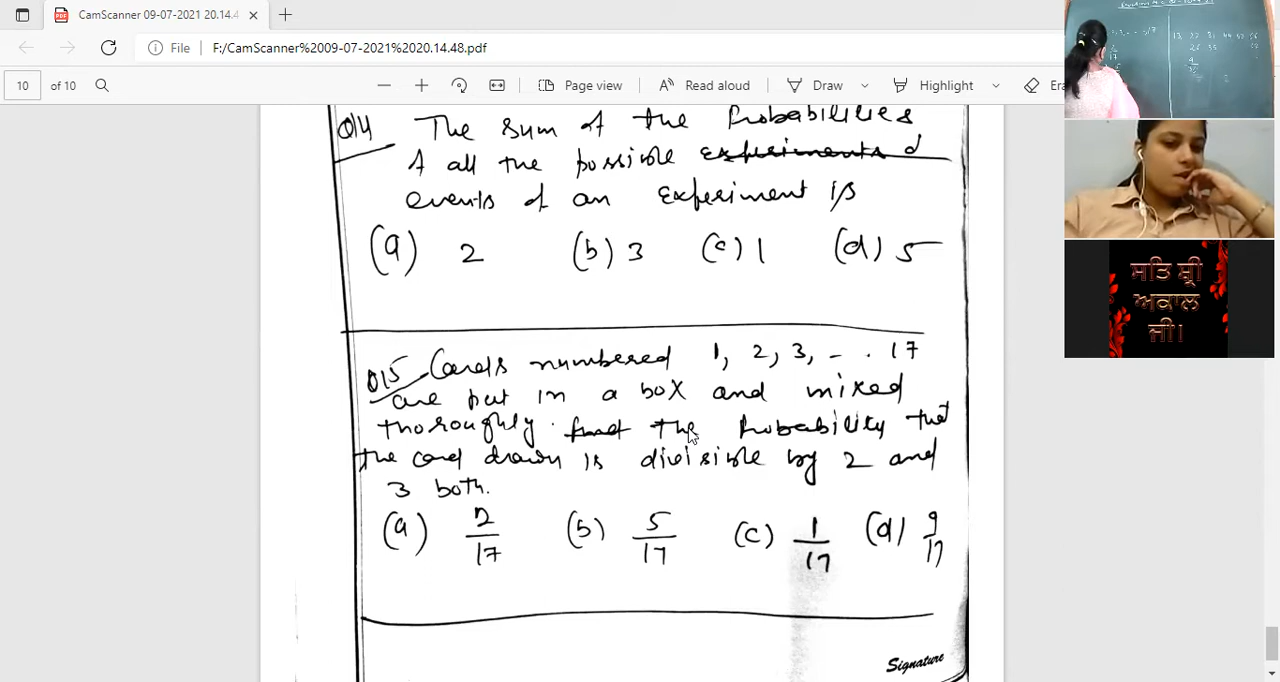 CamScanner 09-07-2021 20.14.4
File F:/CamScanner%2009-07-2021%2020.14.48.pdf
10 of 10 Page view Read aloud Draw Highlight Era
Q14 The sum of the Probabilities
of all the possible experiments d
events of an experiment is
(a) 2 (b) 3 (c) 1 (d) 5
Q15 Cards numbered 1, 2, 3, - - . 17
are put in a box and mixed
thoroughly. find the Probability that
the card drawn is divisible by 2 and
3 both.
(a) 2/17 (b) 5/17 (c) 1/17 (d) 9/17
Signature
ਸਤਿ ਸ਼੍ਰੀ
ਅਕਾਲ
ਜੀ।